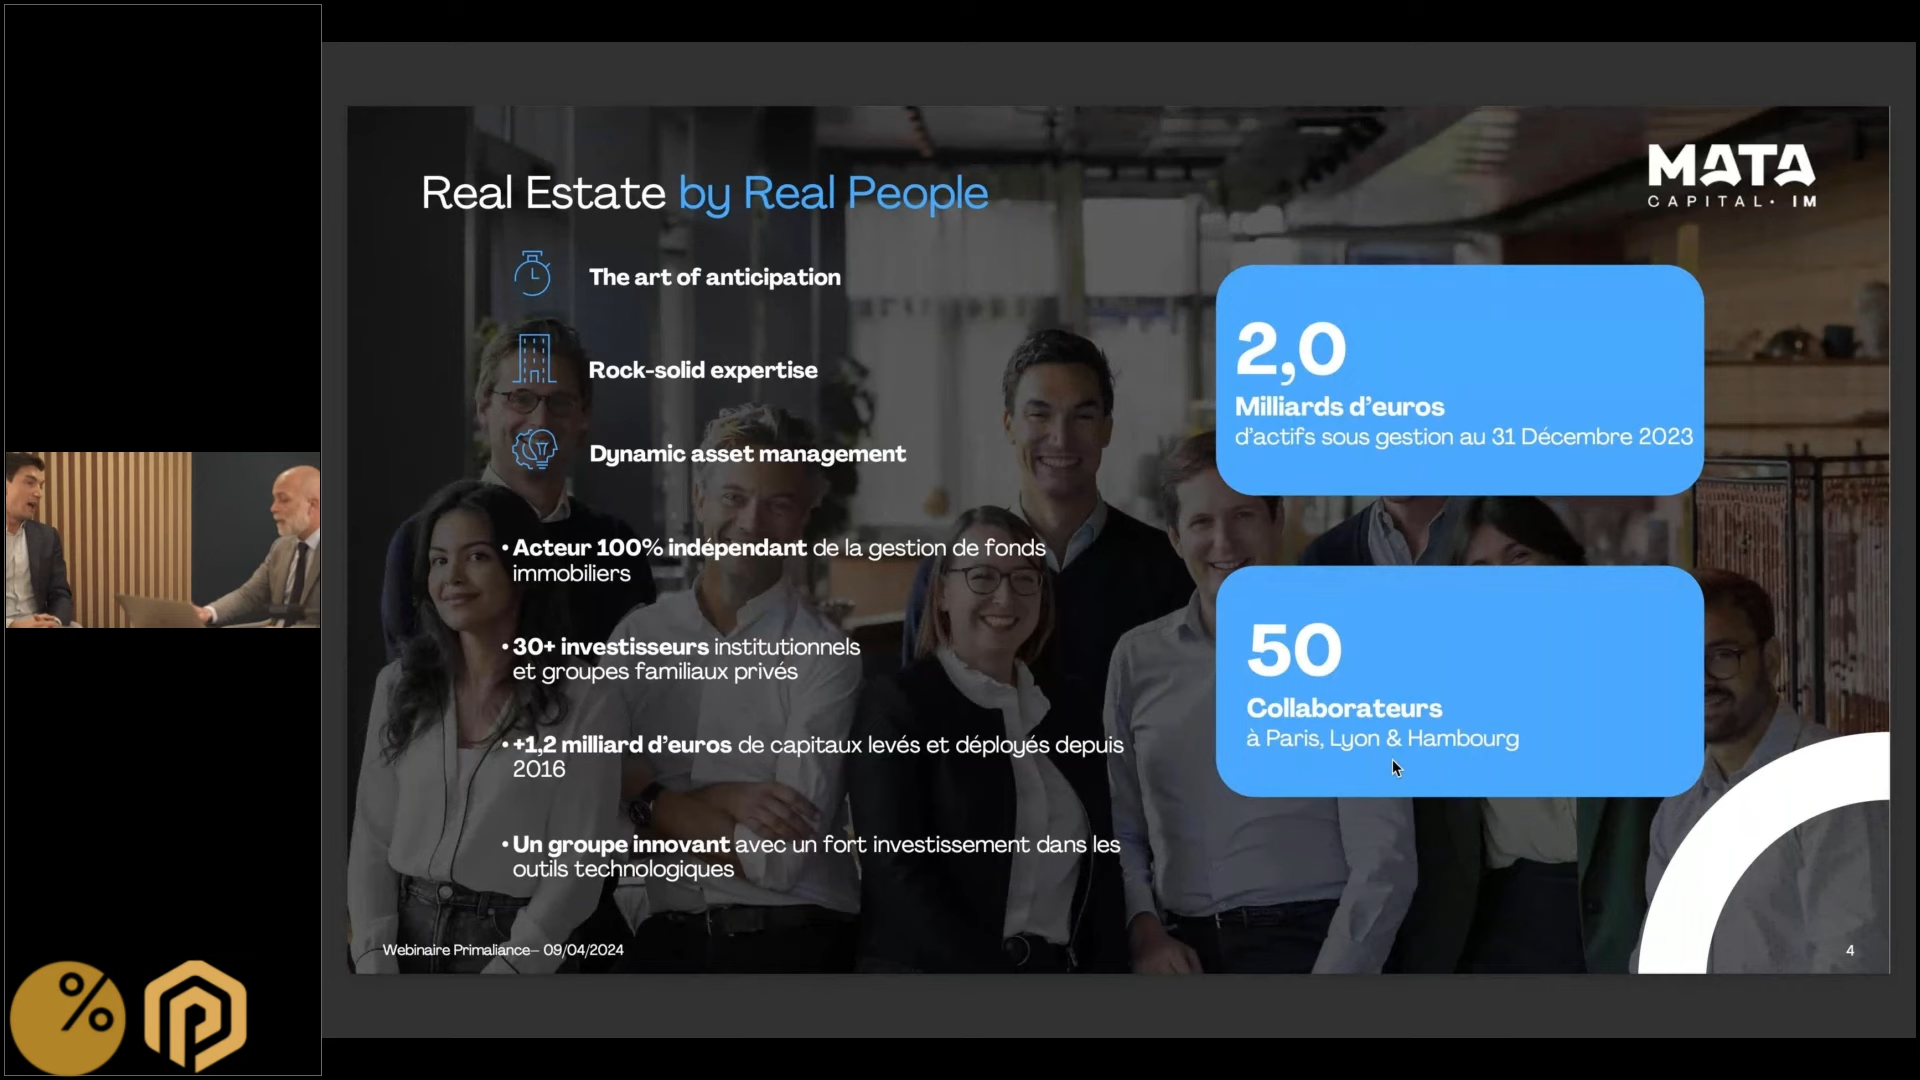 Real Estate by Real People
MATA
CAPITAL· IM
The art of anticipation
Rock-solid expertise
Dynamic asset management
• Acteur 100% indépendant de la gestion de fonds
immobiliers
• 30+ investisseurs institutionnels
et groupes familiaux privés
• +1,2 milliard d’euros de capitaux levés et déployés depuis
2016
• Un groupe innovant avec un fort investissement dans les
outils technologiques
2,0
Milliards d’euros
d’actifs sous gestion au 31 Décembre 2023
50
Collaborateurs
à Paris, Lyon & Hambourg
Webinaire Primaliance– 09/04/2024
4
%